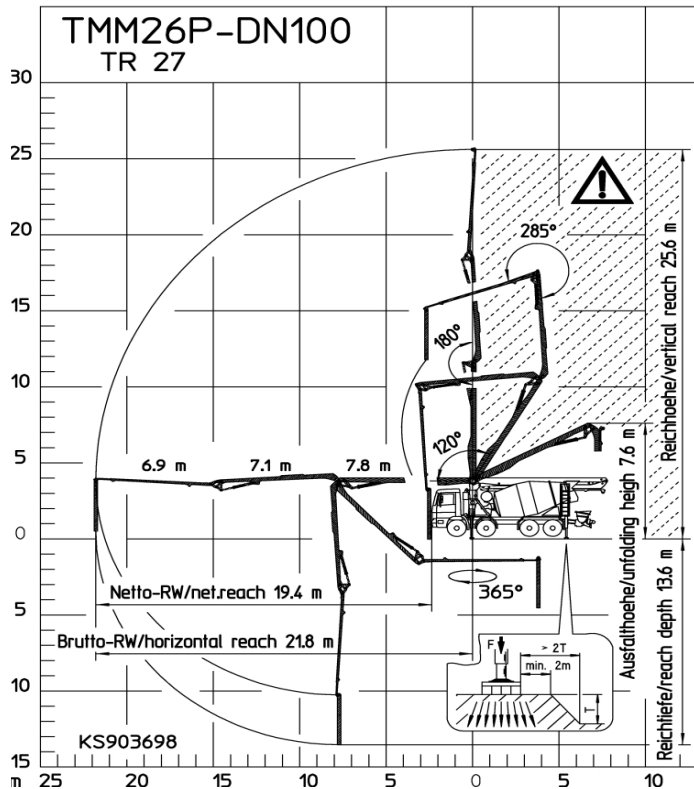 TMM26P-DN100
TR 27
30
25
20
15
10
5
0
5
10
15
m
25
20
15
10
5
0
5
10
285°
180°
120°
6.9 m
7.1 m
7.8 m
365°
Netto-RW/net.reach 19.4 m
Brutto-RW/horizontal reach 21.8 m
Reichhoehe/vertical reach 25.6 m
Ausfalthoehe/unfolding heigh 7.6 m
Reichtiefe/reach depth 13.6 m
F
> 2T
min. 2m
T
KS903698